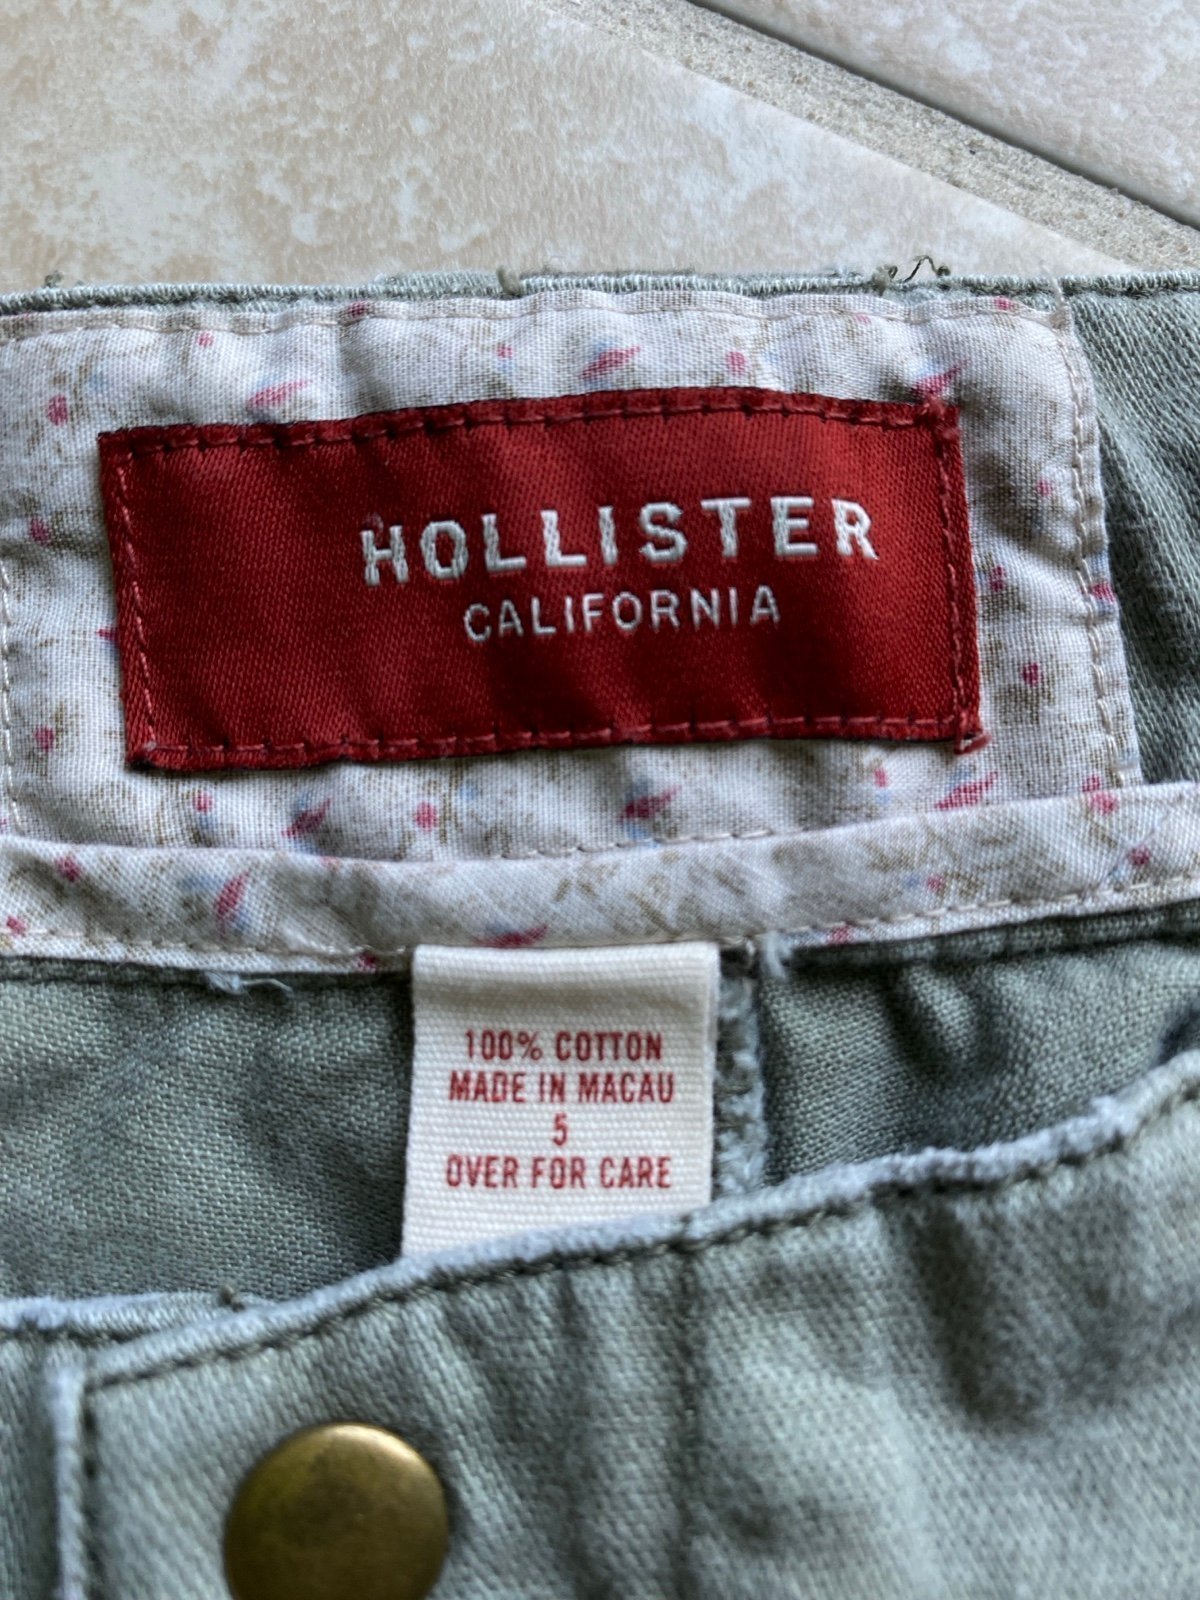 HOLLISTER
CALIFORNIA
100% COTTON
MADE IN MACAU
5
OVER FOR CARE